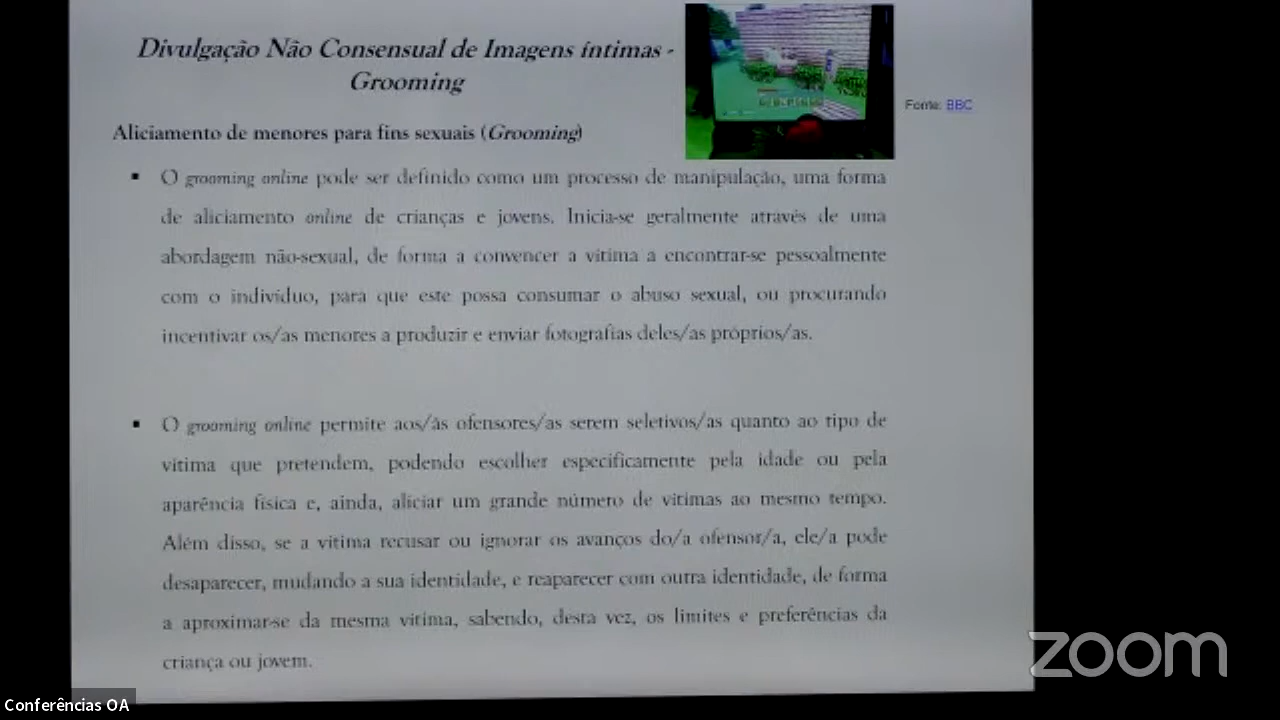 Divulgação Não Consensual de Imagens íntimas -
Grooming
Fonte: BBC
Aliciamento de menores para fins sexuais (Grooming)
▪ O grooming online pode ser definido como um processo de manipulação, uma forma
de aliciamento online de crianças e jovens. Inicia-se geralmente através de uma
abordagem não-sexual, de forma a convencer a vítima a encontrar-se pessoalmente
com o indivíduo, para que este possa consumar o abuso sexual, ou procurando
incentivar os/as menores a produzir e enviar fotografias deles/as próprios/as.
▪ O grooming online permite aos/às ofensores/as serem seletivos/as quanto ao tipo de
vítima que pretendem, podendo escolher especificamente pela idade ou pela
aparência física e, ainda, aliciar um grande número de vítimas ao mesmo tempo.
Além disso, se a vítima recusar ou ignorar os avanços do/a ofensor/a, ele/a pode
desaparecer, mudando a sua identidade, e reaparecer com outra identidade, de forma
a aproximar-se da mesma vítima, sabendo, desta vez, os limites e preferências da
criança ou jovem.
zoom
Conferências OA